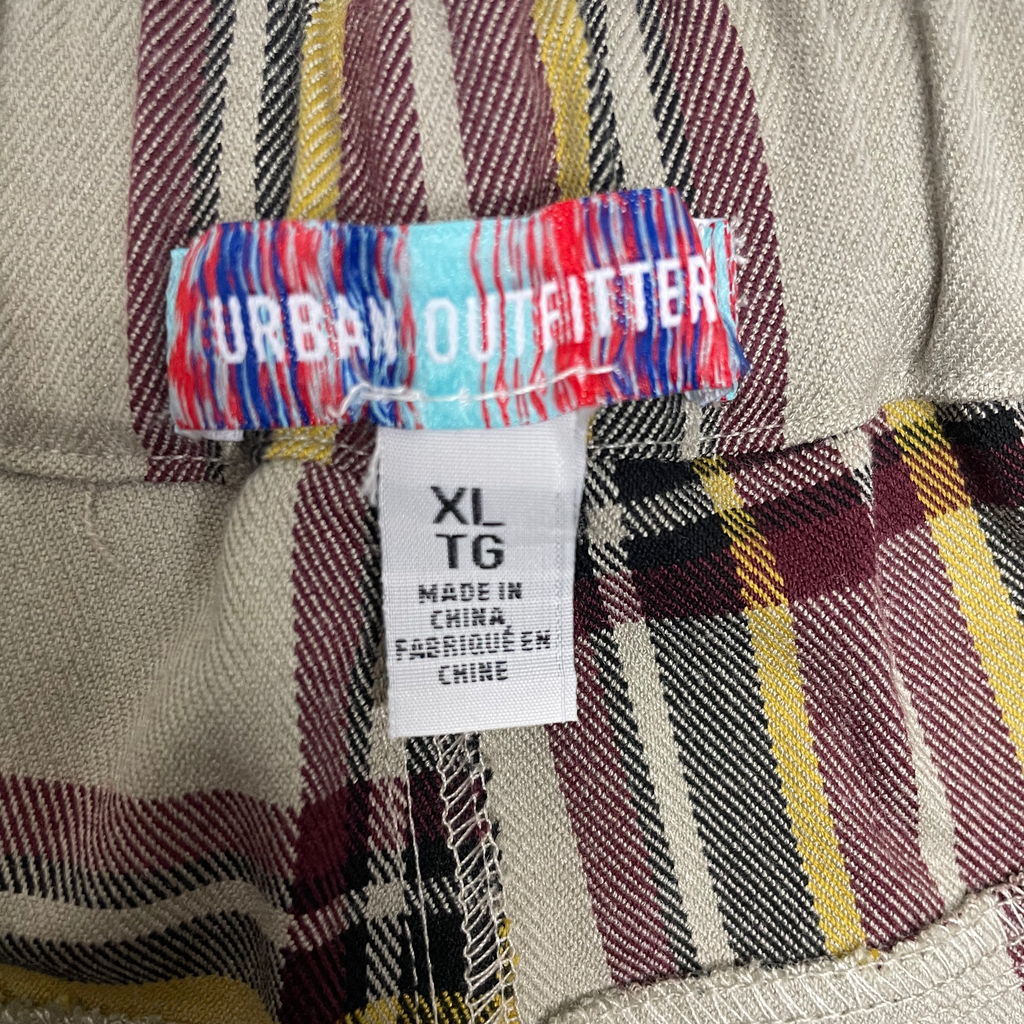 URBAN OUTFITTER
XL
TG
MADE IN
CHINA
FABRIQUÉ EN
CHINE